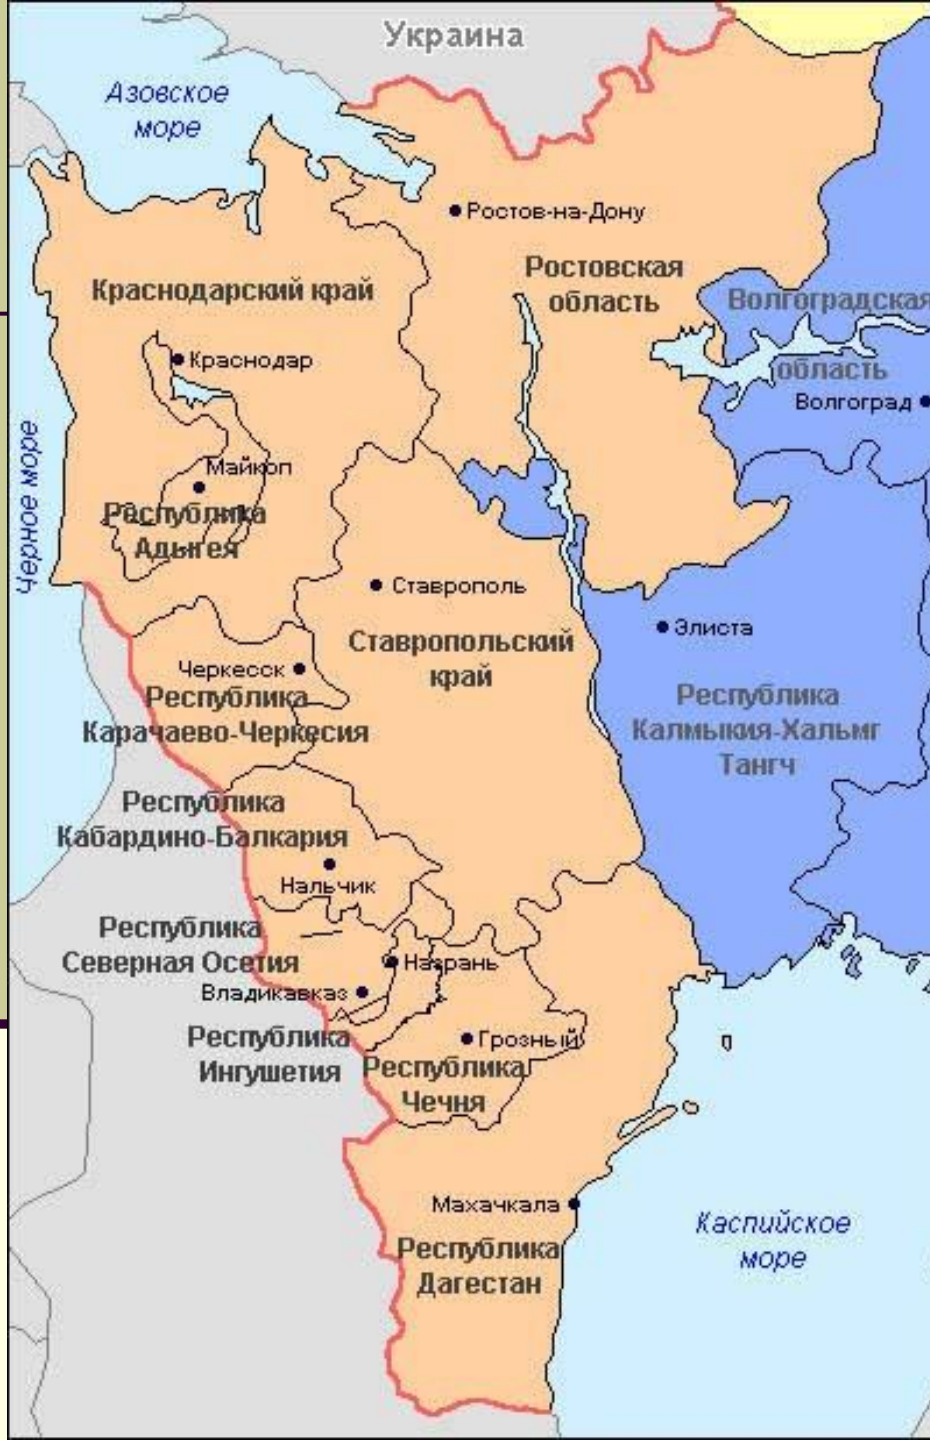 Украина
Азовское
море
Ростов-на-Дону
Ростовская
область
Краснодарский край
Волгоградская
область
Краснодар
Волгоград
Черное море
Майкоп
Республика
Адыгея
Ставрополь
Ставропольский
край
Элиста
Черкесск
Республика
Карачаево-Черкесия
Республика
Калмыкия-Хальмг
Тангч
Республика
Кабардино-Балкария
Нальчик
Республика
Северная Осетия
Назрань
Владикавказ
Республика
Ингушетия
Грозный
Республика
Чечня
Махачкала
Каспийское
море
Республика
Дагестан